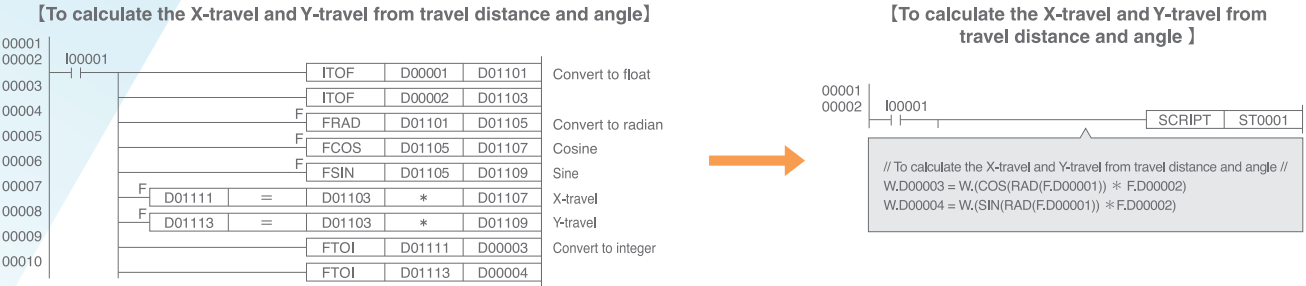 【To calculate the X-travel and Y-travel from travel distance and angle】
00001
00002 I00001
ITOF D00001 D01101 Convert to float
00003
ITOF D00002 D01103
00004
F FRAD D01101 D01105 Convert to radian
00005
F FCOS D01105 D01107 Cosine
00006
F FSIN D01105 D01109 Sine
00007
F D01111 = D01103 * D01107 X-travel
00008
F D01113 = D01103 * D01109 Y-travel
00009
FTOI D01111 D00003 Convert to integer
00010
FTOI D01113 D00004
【To calculate the X-travel and Y-travel from
travel distance and angle 】
00001
00002 I00001
SCRIPT ST0001
// To calculate the X-travel and Y-travel from travel distance and angle //
W.D00003 = W.(COS(RAD(F.D00001)) * F.D00002)
W.D00004 = W.(SIN(RAD(F.D00001)) *F.D00002)